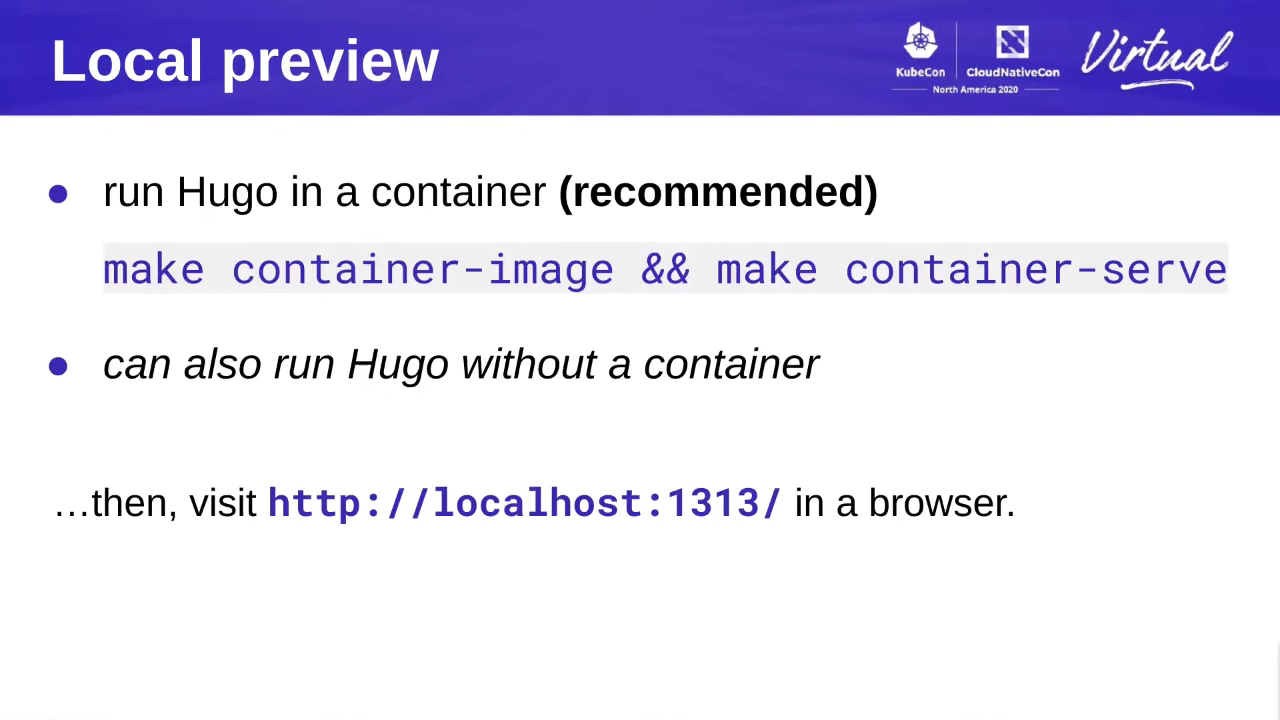 Local preview
KubeCon
CloudNativeCon
North America 2020
Virtual
● run Hugo in a container (recommended)
make container-image && make container-serve
● can also run Hugo without a container
…then, visit http://localhost:1313/ in a browser.